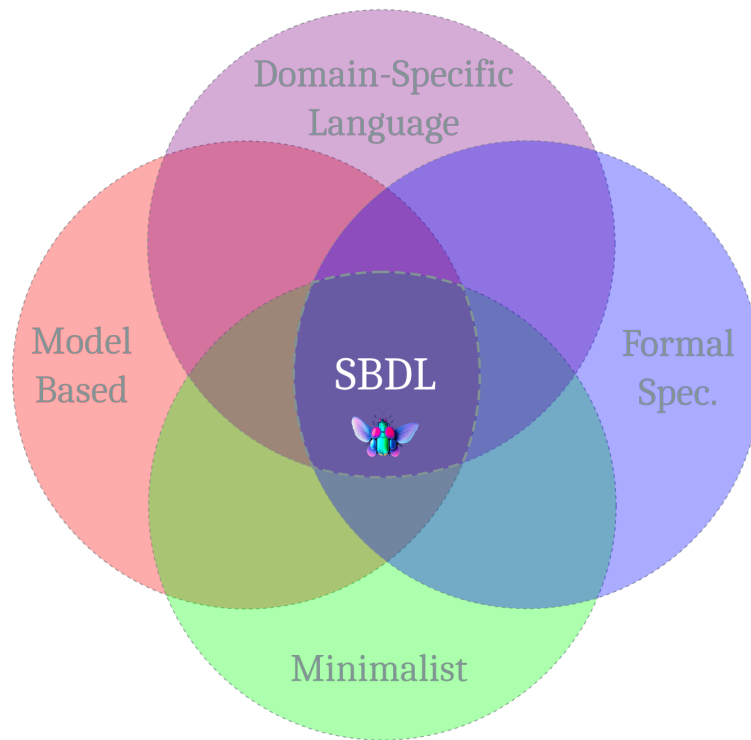 Domain-Specific
Language
Model
Based
SBDL
Formal
Spec.
Minimalist